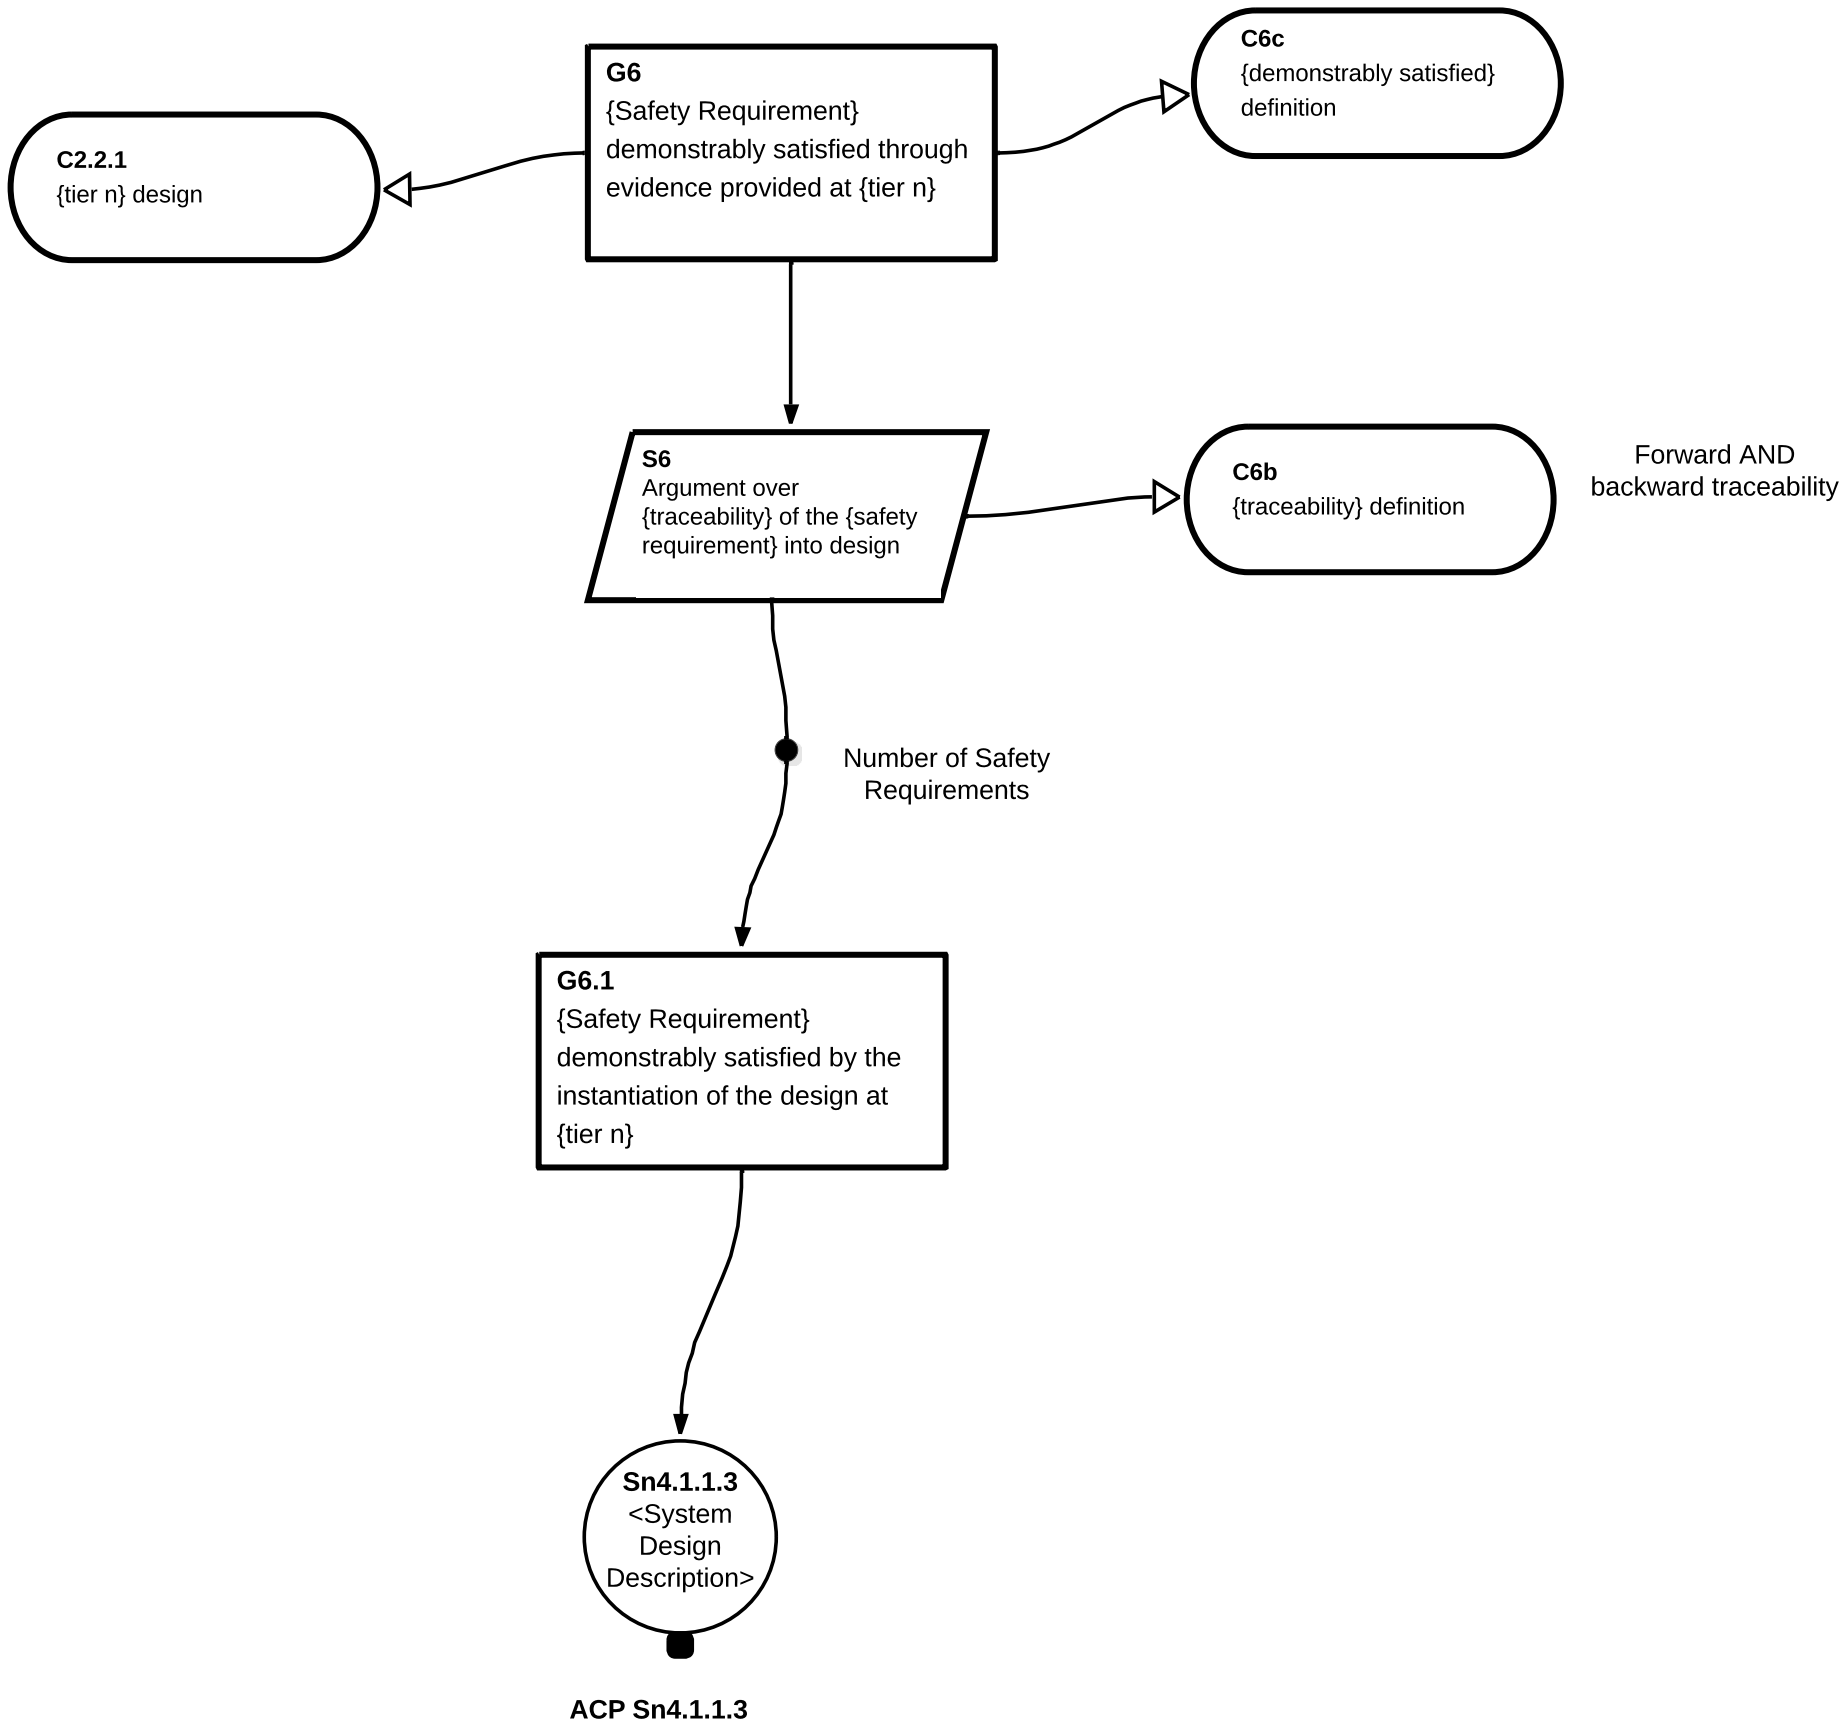 C6c
{demonstrably satisfied}
definition
G6
{Safety Requirement}
demonstrably satisfied through
evidence provided at {tier n}
C2.2.1
{tier n} design
S6
Argument over
{traceability} of the {safety
requirement} into design
C6b
{traceability} definition
Forward AND
backward traceability
Number of Safety
Requirements
G6.1
{Safety Requirement}
demonstrably satisfied by the
instantiation of the design at
{tier n}
Sn4.1.1.3
<System
Design
Description>
ACP Sn4.1.1.3